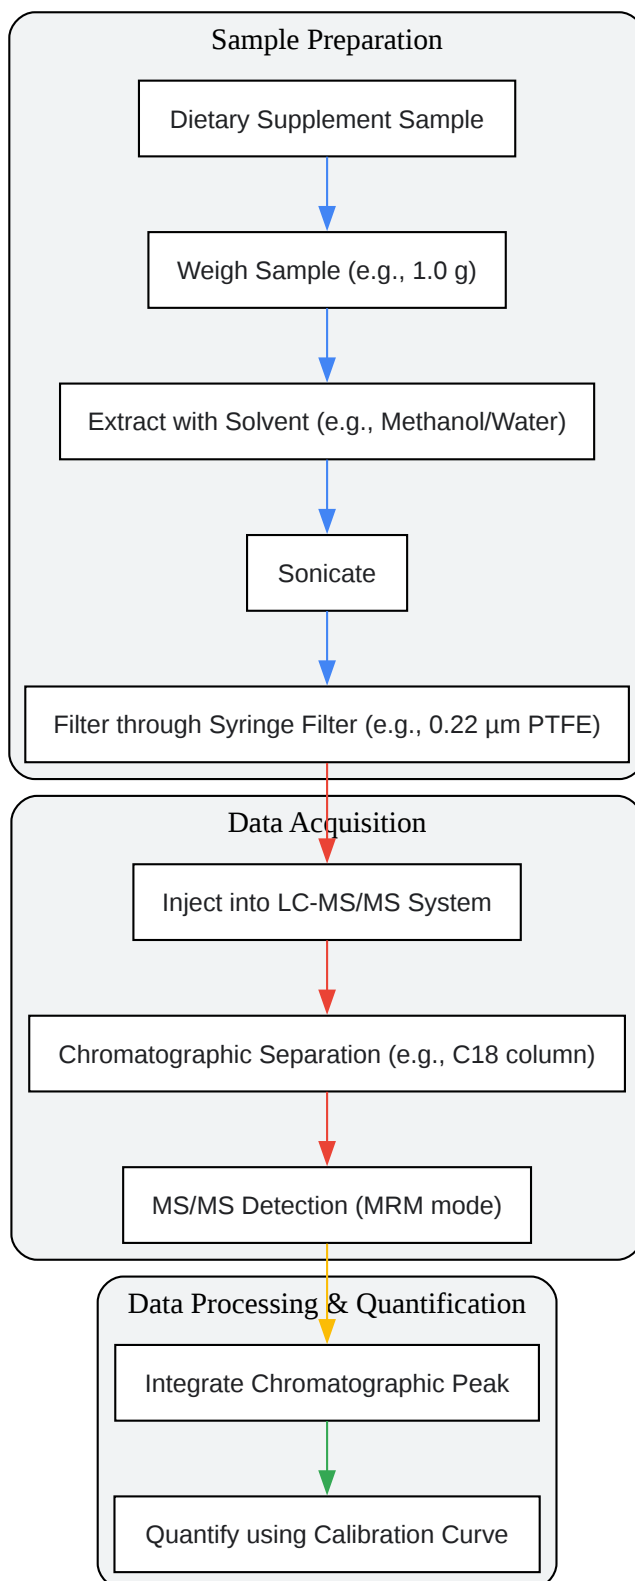 Sample Preparation
Dietary Supplement Sample
Weigh Sample (e.g., 1.0 g)
Extract with Solvent (e.g., Methanol/Water)
Sonicate
Filter through Syringe Filter (e.g., 0.22 µm PTFE)
Data Acquisition
Inject into LC-MS/MS System
Chromatographic Separation (e.g., C18 column)
MS/MS Detection (MRM mode)
Data Processing & Quantification
Integrate Chromatographic Peak
Quantify using Calibration Curve